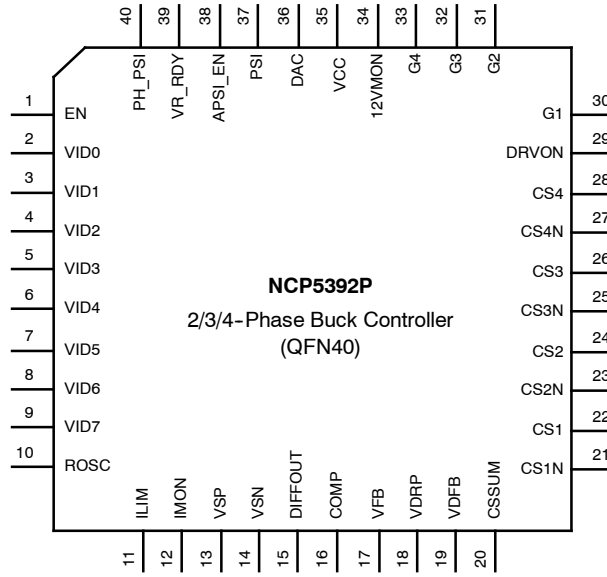 40 39 38 37 36 35 34 33 32 31
PH_PSI VR_RDY APSI_EN PSI DAC VCC 12VMON G4 G3 G2
1 EN
2 VID0
3 VID1
4 VID2
5 VID3
6 VID4
7 VID5
8 VID6
9 VID7
10 ROSC
G1 30
DRVON 29
CS4 28
CS4N 27
CS3 26
CS3N 25
CS2 24
CS2N 23
CS1 22
CS1N 21
NCP5392P
2/3/4-Phase Buck Controller
(QFN40)
ILIM IMON VSP VSN DIFFOUT COMP VFB VDRP VDFB CSSUM
11 12 13 14 15 16 17 18 19 20